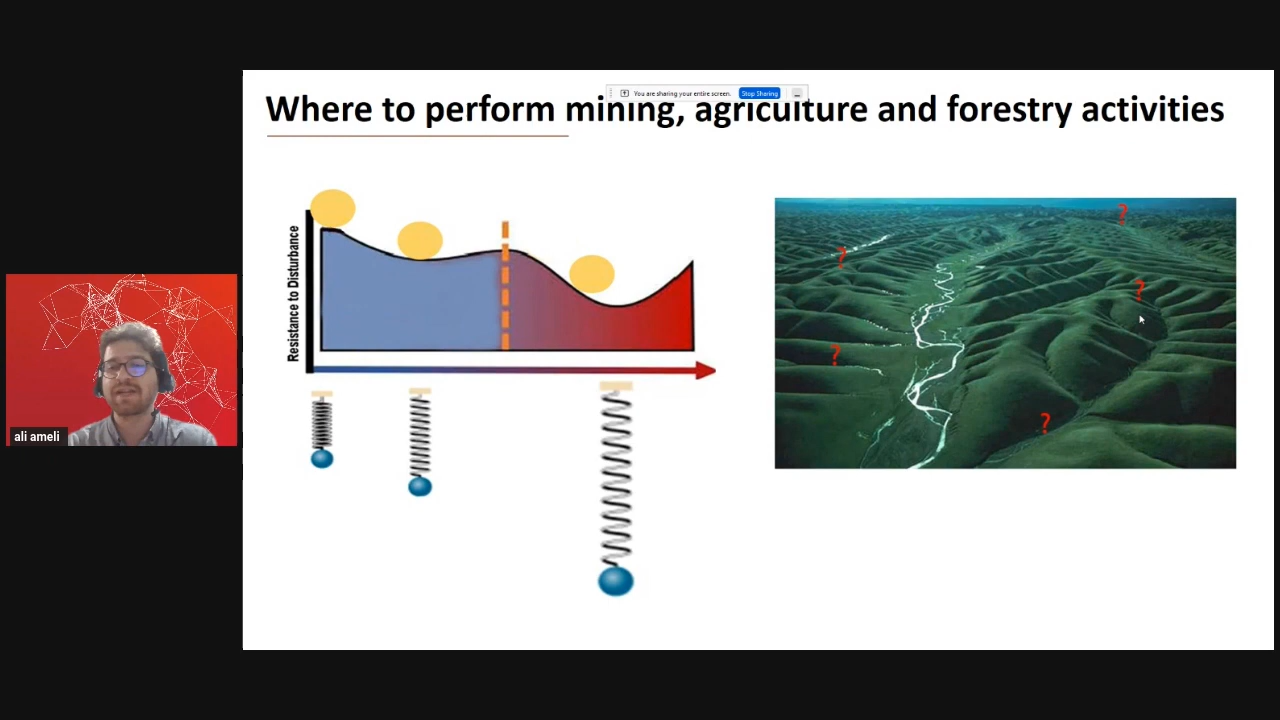 You are sharing your entire screen. Stop Sharing
Where to perform mining, agriculture and forestry activities
Resistance to Disturbance
?
?
?
?
?
ali ameli